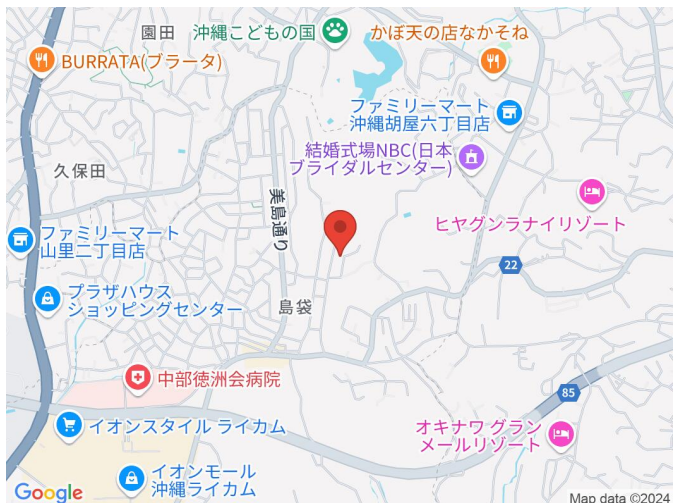 園田
沖縄こどもの国
かぼ天の店なかそね
BURRATA(ブラータ)
ファミリーマート
沖縄胡屋六丁目店
結婚式場NBC(日本
ブライダルセンター)
久保田
美島通り
ヒヤグンラナイリゾート
ファミリーマート
山里二丁目店
22
プラザハウス
ショッピングセンター
島袋
中部徳洲会病院
85
イオンスタイル ライカム
オキナワ グラン
メールリゾート
イオンモール
沖縄ライカム
Google
Map data ©2024